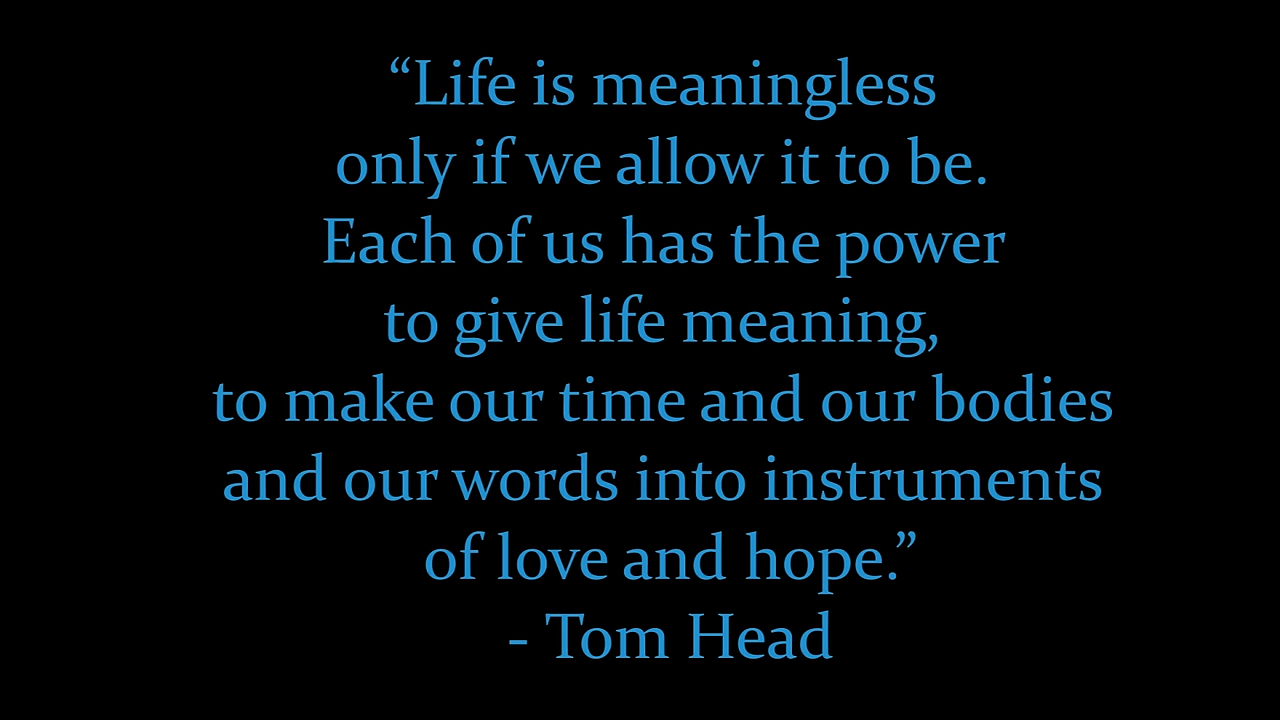 “Life is meaningless
only if we allow it to be.
Each of us has the power
to give life meaning,
to make our time and our bodies
and our words into instruments
of love and hope.”
- Tom Head